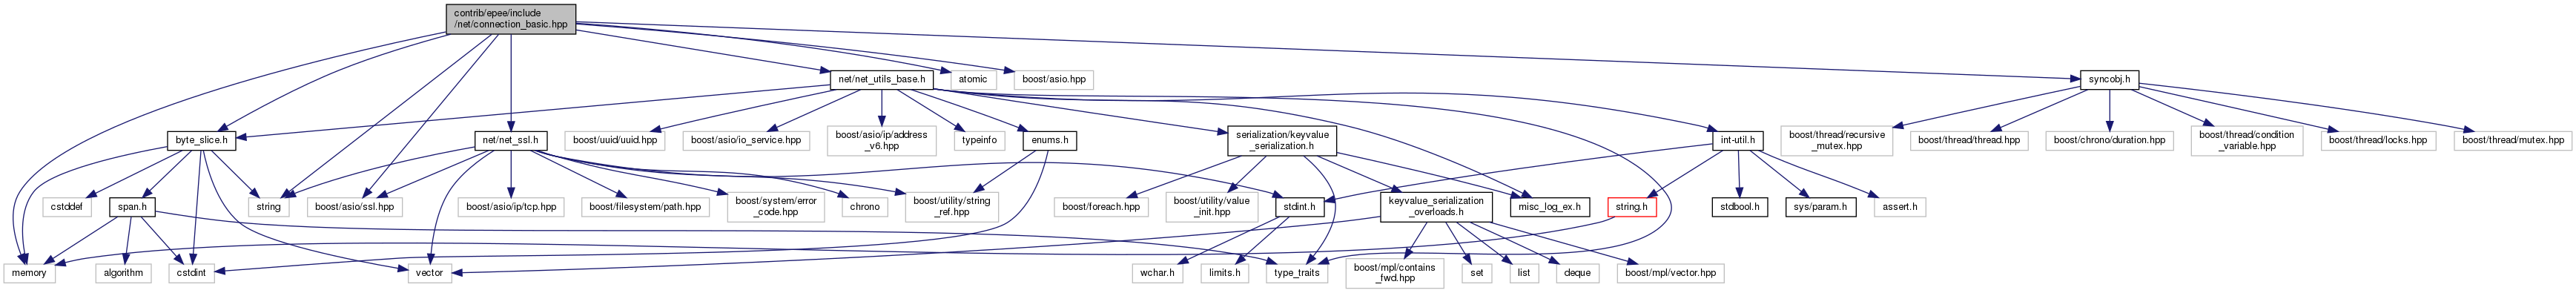 contrib/epee/include
/net/connection_basic.hpp
net/net_utils_base.h
atomic
boost/asio.hpp
syncobj.h
byte_slice.h
net/net_ssl.h
boost/uuid/uuid.hpp
boost/asio/io_service.hpp
boost/asio/ip/address
_v6.hpp
typeinfo
enums.h
serialization/keyvalue
_serialization.h
int-util.h
boost/thread/recursive
_mutex.hpp
boost/thread/thread.hpp
boost/chrono/duration.hpp
boost/thread/condition
_variable.hpp
boost/thread/locks.hpp
boost/thread/mutex.hpp
cstddef
span.h
string
boost/asio/ssl.hpp
boost/asio/ip/tcp.hpp
boost/filesystem/path.hpp
boost/system/error
_code.hpp
chrono
boost/utility/string
_ref.hpp
boost/foreach.hpp
boost/utility/value
_init.hpp
stdint.h
keyvalue_serialization
_overloads.h
misc_log_ex.h
string.h
stdbool.h
sys/param.h
assert.h
memory
algorithm
cstdint
vector
wchar.h
limits.h
type_traits
boost/mpl/contains
_fwd.hpp
set
list
deque
boost/mpl/vector.hpp